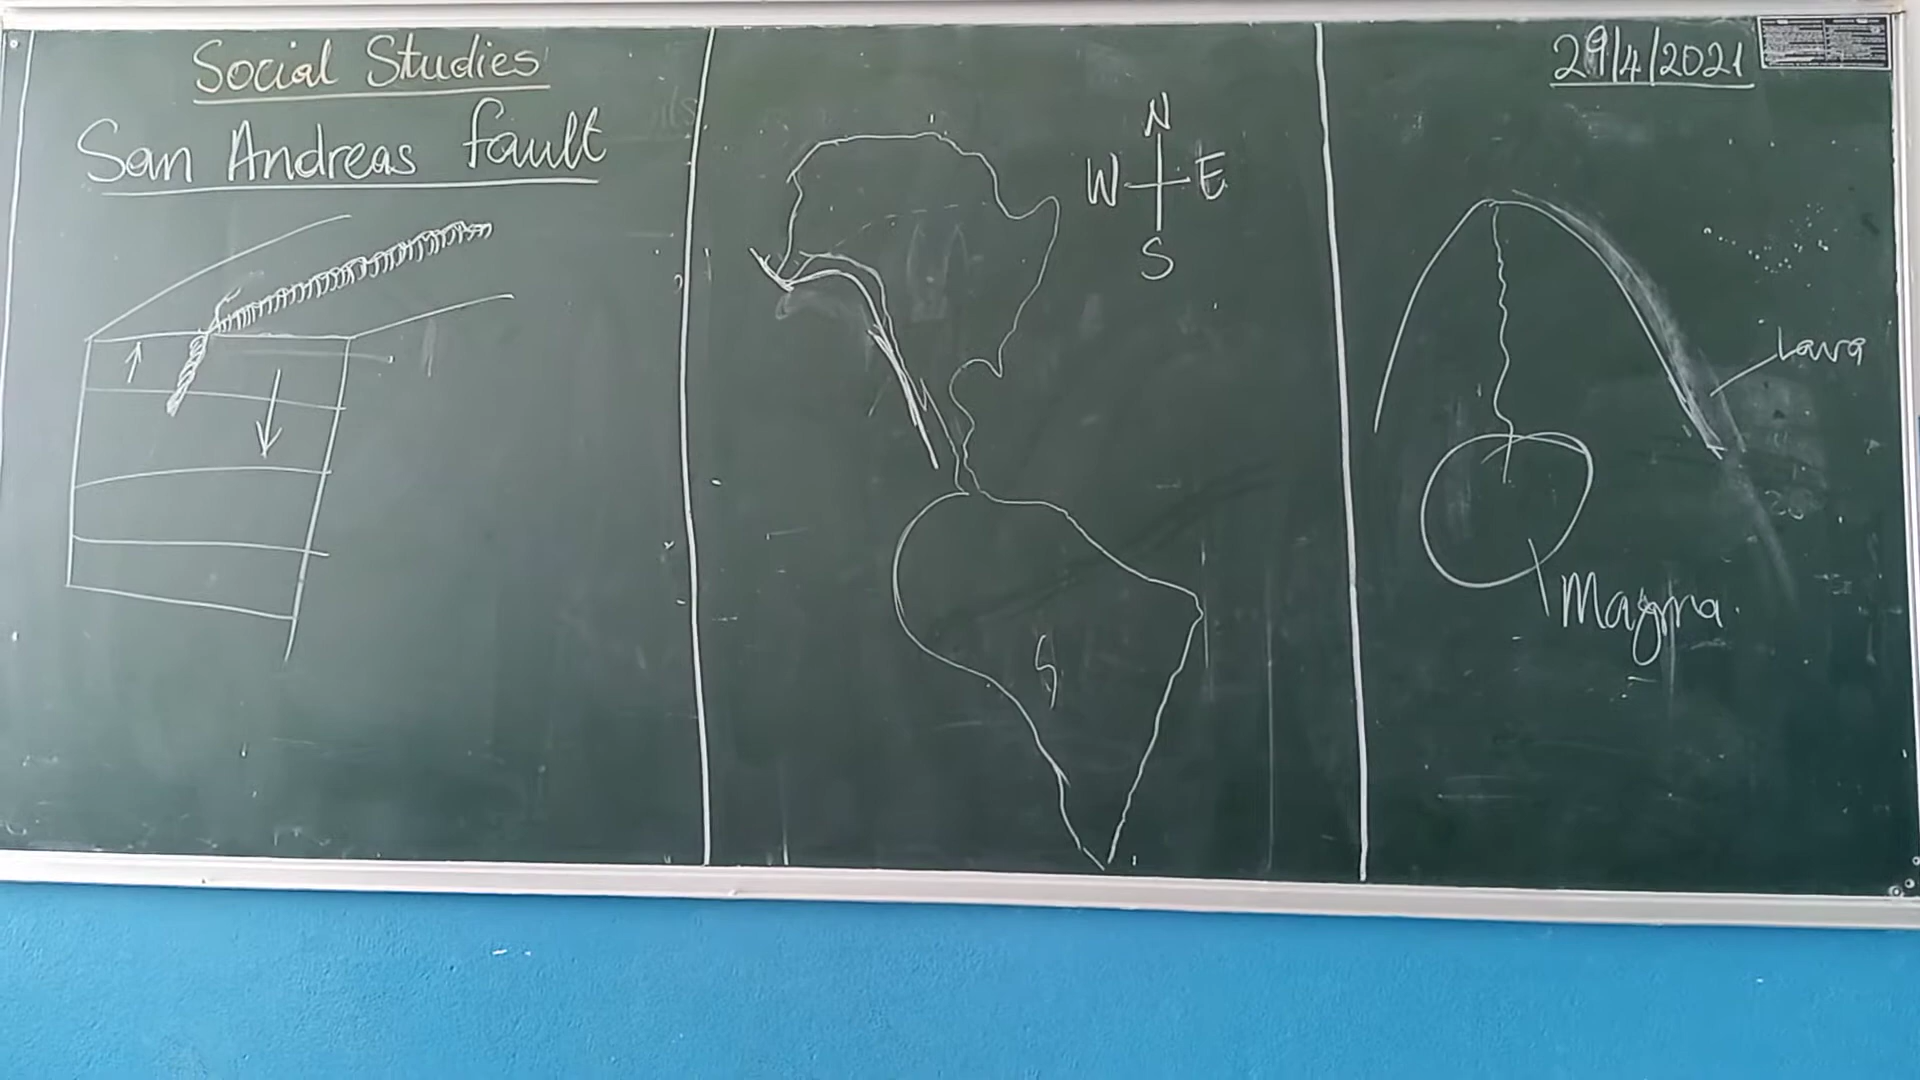 Social Studies
San Andreas fault
N
W E
S
S
29/4/2021
Lava
Magma